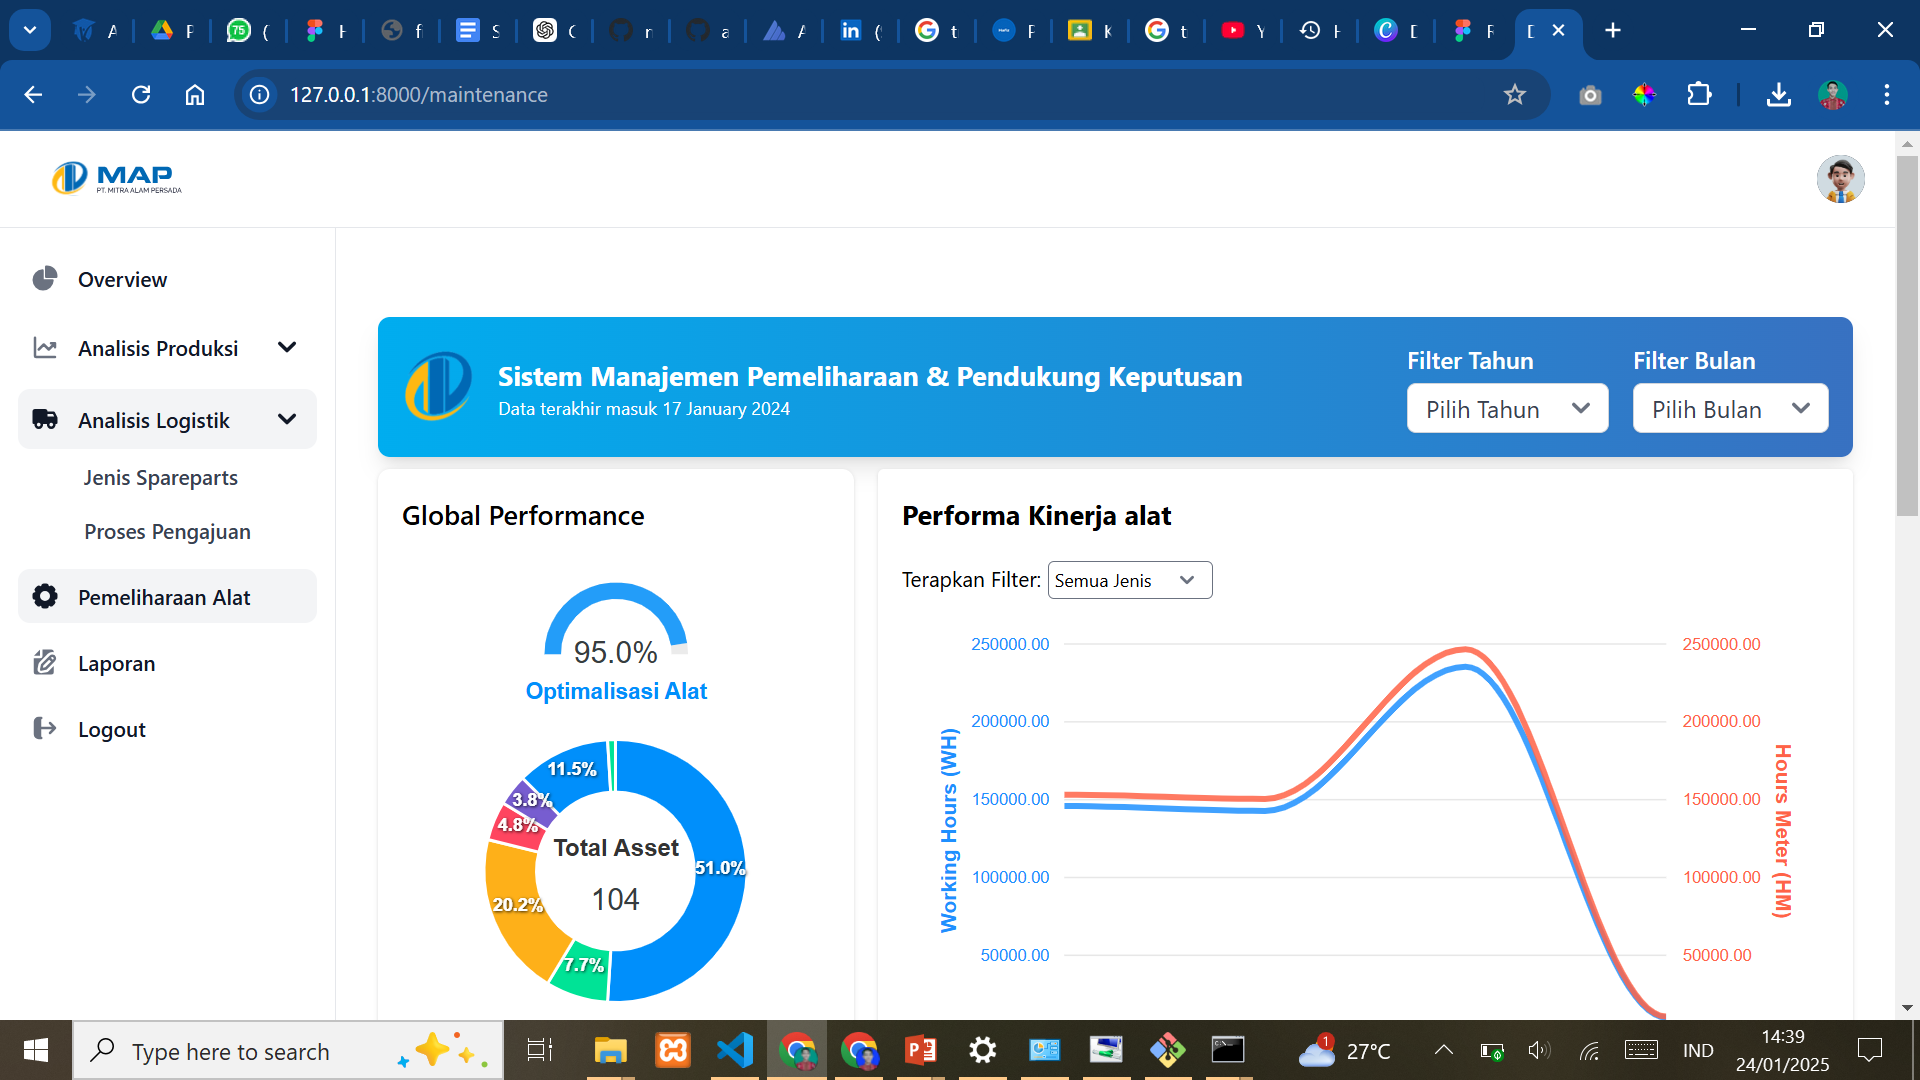 75
127.0.0.1:8000/maintenance
MAP
PT. MITRA ALAM PERSADA
Overview
Analisis Produksi
Analisis Logistik
Jenis Spareparts
Proses Pengajuan
Pemeliharaan Alat
Laporan
Logout
Sistem Manajemen Pemeliharaan & Pendukung Keputusan
Data terakhir masuk 17 January 2024
Filter Tahun
Pilih Tahun
Filter Bulan
Pilih Bulan
Global Performance
95.0%
Optimalisasi Alat
11.5%
3.8%
4.8%
20.2%
7.7%
51.0%
Total Asset
104
Performa Kinerja alat
Terapkan Filter: Semua Jenis
250000.00
200000.00
150000.00
100000.00
50000.00
Working Hours (WH)
250000.00
200000.00
150000.00
100000.00
50000.00
Hours Meter (HM)
Type here to search
1
27°C
IND
14:39
24/01/2025